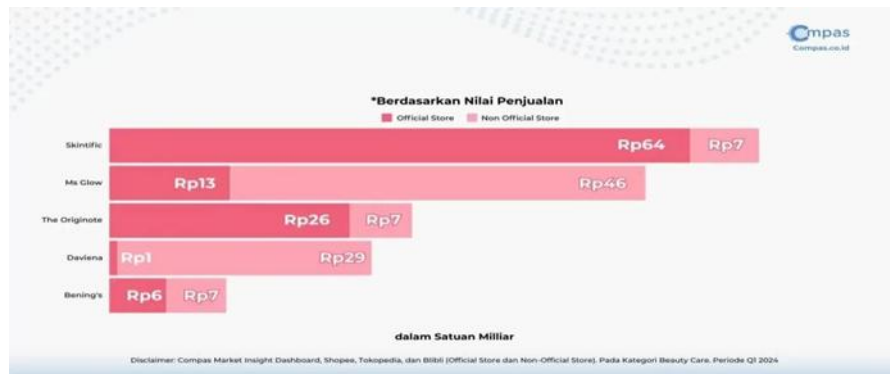 Compas
Compas.co.id
*Berdasarkan Nilai Penjualan
Official Store Non Official Store
Skintific Rp64 Rp7
Ms Glow Rp13 Rp46
The Originote Rp26 Rp7
Daviena Rp1 Rp29
Bening's Rp6 Rp7
dalam Satuan Milliar
Disclaimer: Compas Market Insight Dashboard, Shopee, Tokopedia, dan Blibli (Official Store dan Non-Official Store). Pada Kategori Beauty Care. Periode Q1 2024